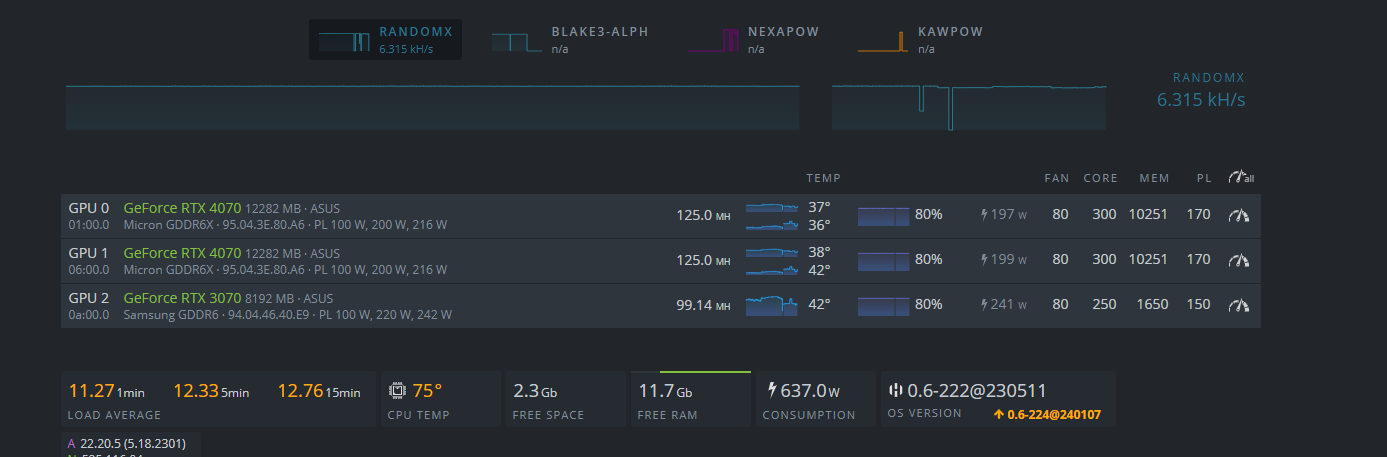 RANDOMX BLAKE3-ALPH NEXAPOW KAWPOW
6.315 kH/s n/a n/a n/a
RANDOMX
6.315 kH/s
TEMP FAN CORE MEM PL all
GPU 0 GeForce RTX 4070 12282 MB · ASUS 125.0 MH 37° 80% 197 W 80 300 10251 170
01:00.0 Micron GDDR6X · 95.04.3E.80.A6 · PL 100 W, 200 W, 216 W 36°
GPU 1 GeForce RTX 4070 12282 MB · ASUS 125.0 MH 38° 80% 199 W 80 300 10251 170
06:00.0 Micron GDDR6X · 95.04.3E.80.A6 · PL 100 W, 200 W, 216 W 42°
GPU 2 GeForce RTX 3070 8192 MB · ASUS 99.14 MH 42° 80% 241 W 80 250 1650 150
0a:00.0 Samsung GDDR6 · 94.04.46.40.E9 · PL 100 W, 220 W, 242 W
11.27 1min 12.33 5min 12.76 15min 75° 2.3 Gb 11.7 Gb 637.0 W 0.6-222@230511
LOAD AVERAGE CPU TEMP FREE SPACE FREE RAM CONSUMPTION OS VERSION 0.6-224@240107
A 22.20.5 (5.18.2301)